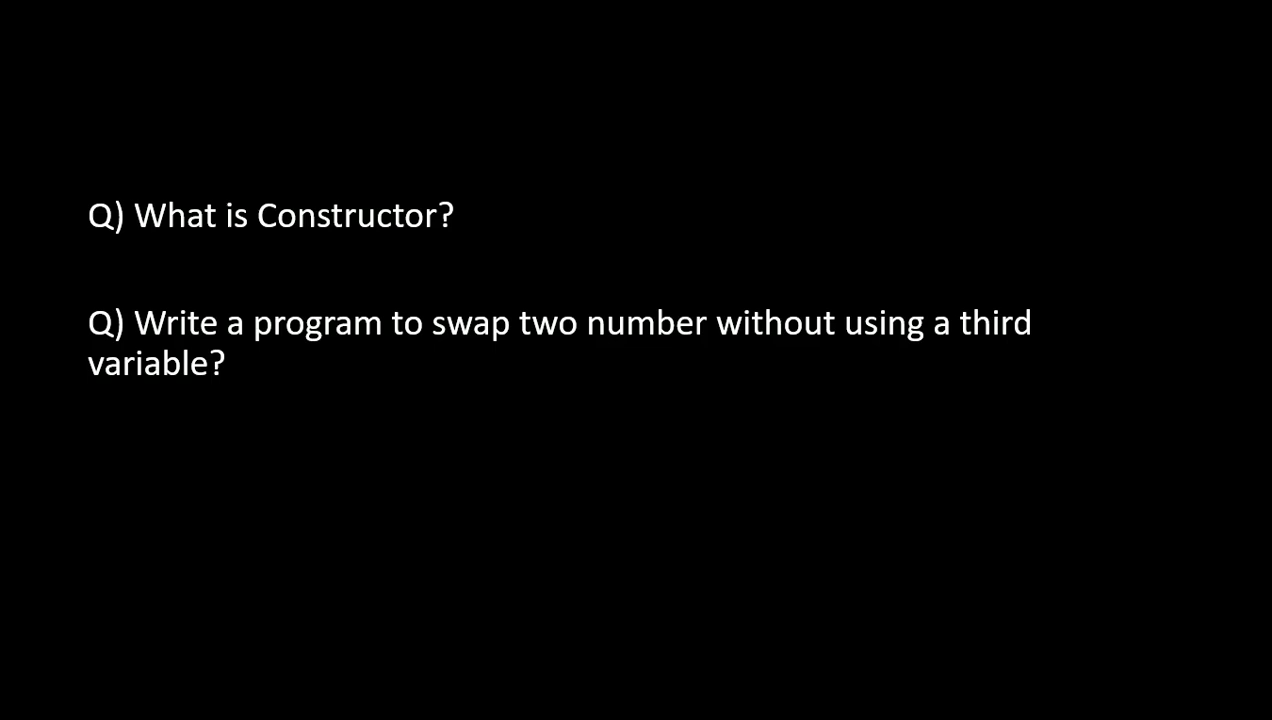 Q) What is Constructor?
Q) Write a program to swap two number without using a third
variable?